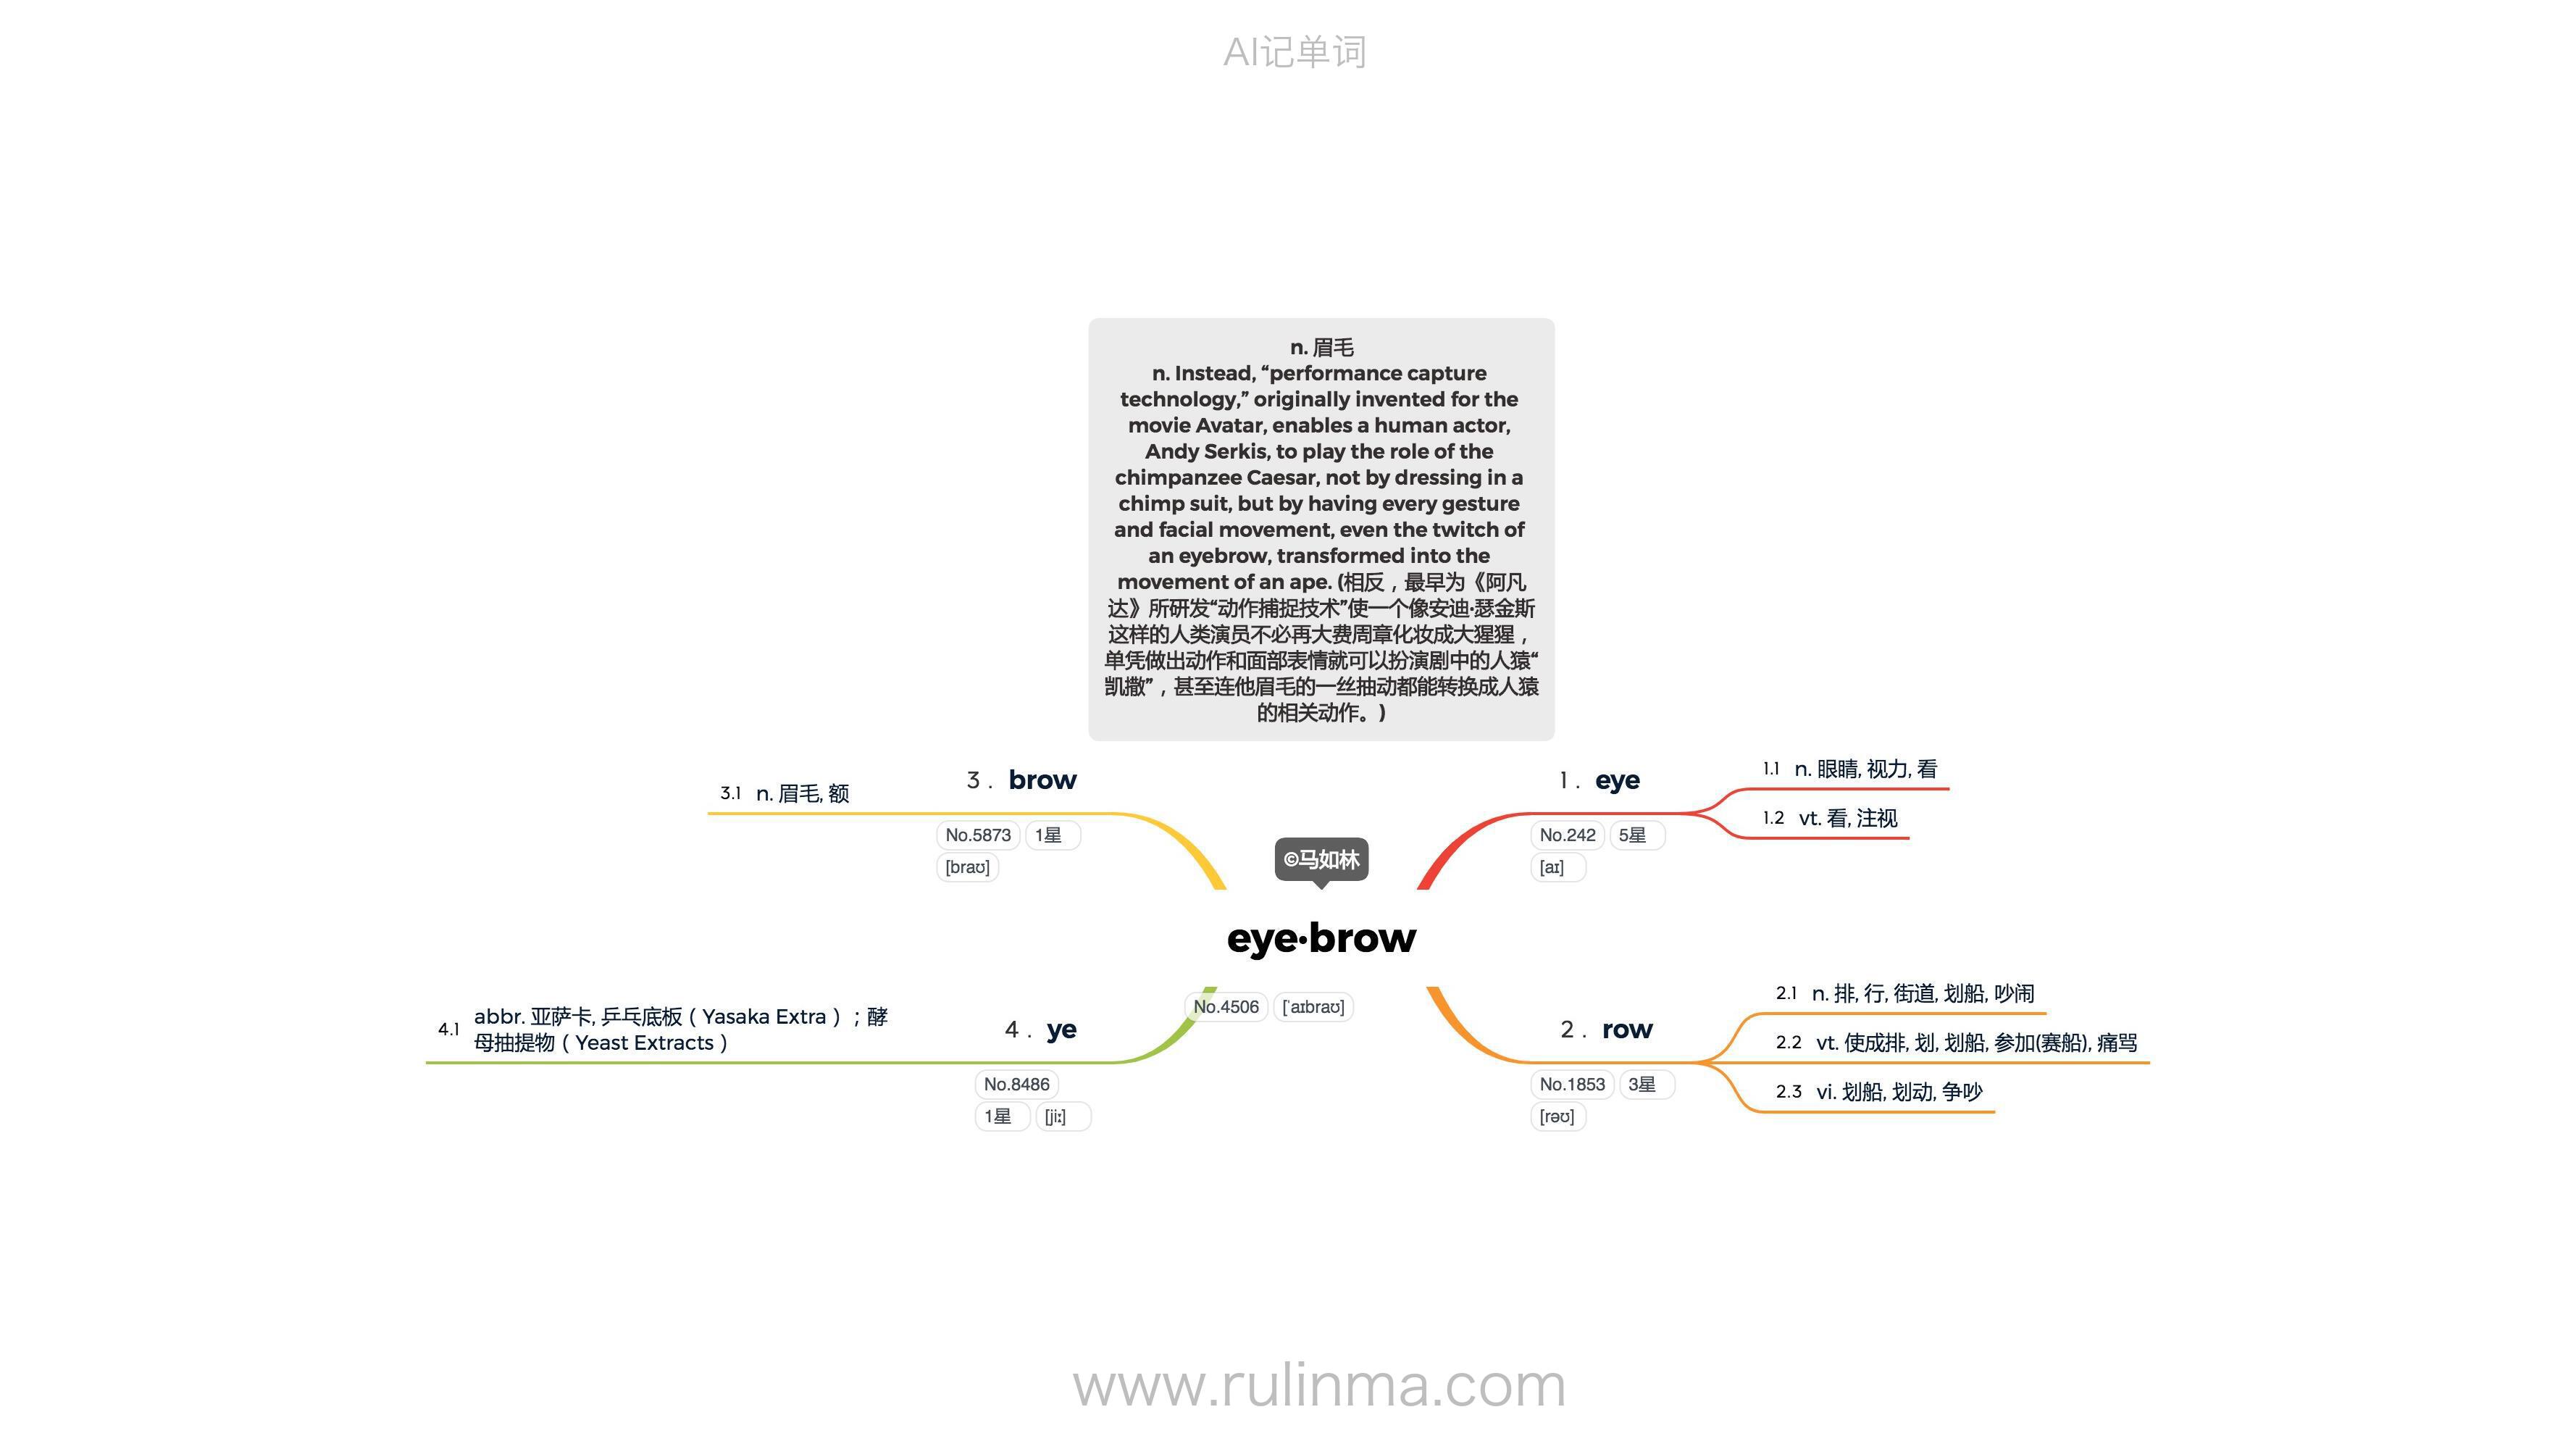 AI记单词
n. 眉毛
n. Instead, “performance capture
technology,” originally invented for the
movie Avatar, enables a human actor,
Andy Serkis, to play the role of the
chimpanzee Caesar, not by dressing in a
chimp suit, but by having every gesture
and facial movement, even the twitch of
an eyebrow, transformed into the
movement of an ape. (相反，最早为《阿凡
达》所研发“动作捕捉技术”使一个像安迪·瑟金斯
这样的人类演员不必再大费周章化妆成大猩猩，
单凭做出动作和面部表情就可以扮演剧中的人猿“
凯撒”，甚至连他眉毛的一丝抽动都能转换成人猿
的相关动作。)
©马如林
eye·brow
No.4506 [ˈaɪbraʊ]
1. eye
No.242 5星
[aɪ]
1.1 n. 眼睛, 视力, 看
1.2 vt. 看, 注视
2. row
No.1853 3星
[rəʊ]
2.1 n. 排, 行, 街道, 划船, 吵闹
2.2 vt. 使成排, 划, 划船, 参加(赛船), 痛骂
2.3 vi. 划船, 划动, 争吵
3. brow
No.5873 1星
[braʊ]
3.1 n. 眉毛, 额
4. ye
No.8486
1星 [jiː]
4.1 abbr. 亚萨卡, 乒乓底板（Yasaka Extra）；酵
母抽提物（Yeast Extracts）
www.rulinma.com